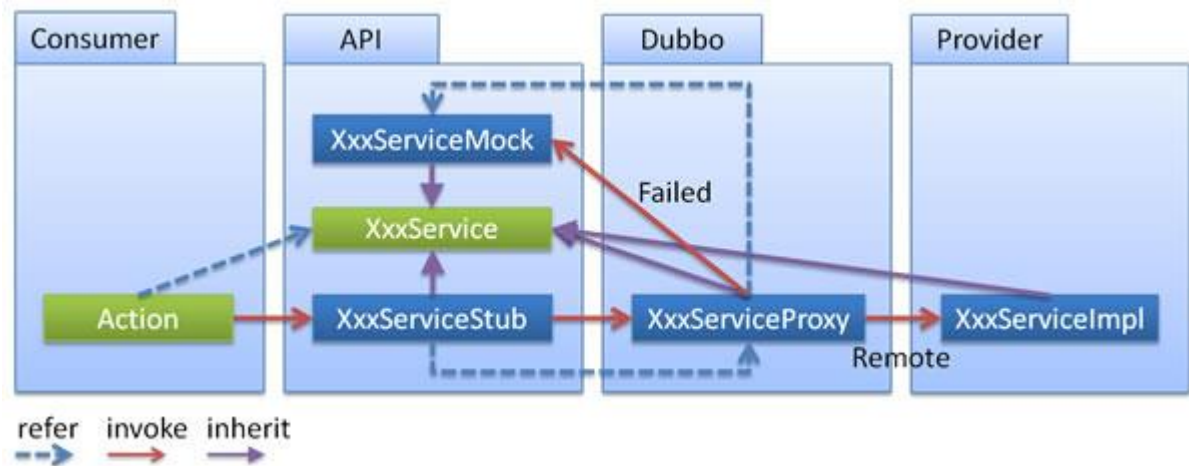 Consumer
API
Dubbo
Provider
XxxServiceMock
Failed
XxxService
Action
XxxServiceStub
XxxServiceProxy
XxxServiceImpl
Remote
refer invoke inherit